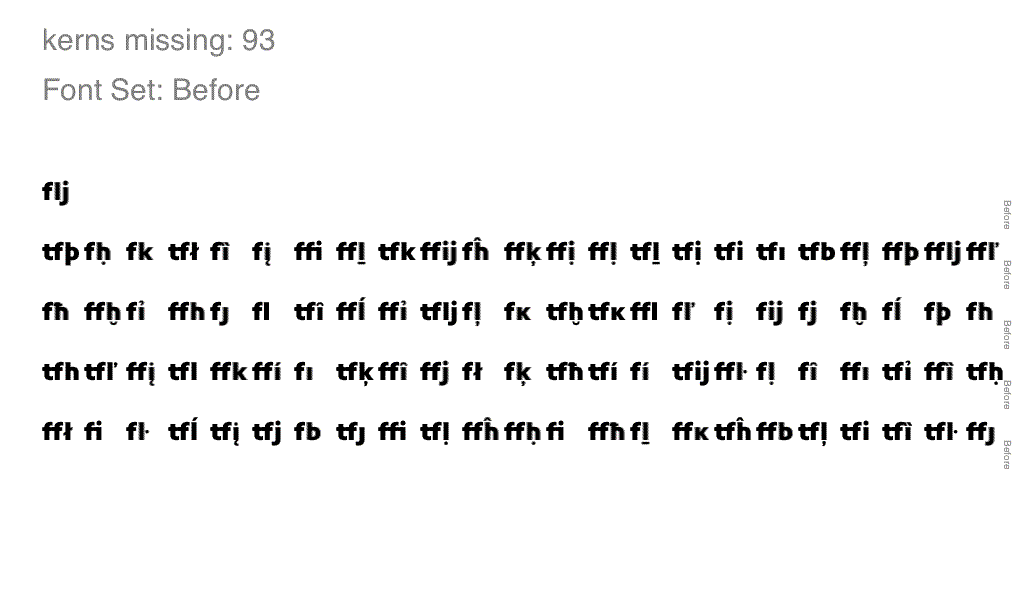 kerns missing: 93
Font Set: Before
flj
tfþ fḥ fk tfł fì fį ffi ffḻ tfk ffij fĥ ffķ ffị ffḷ tfḻ tfị tfi tfı tfb ffļ ffþ fflj ffľ
fħ ffḫ fỉ ffh fȷ fl tfî ffĺ ffỉ tflj fļ fĸ tfḫ tfĸ ffl fľ fị fij fj fḫ fĺ fþ fh
tfh tfľ ffį tfl ffk ffí fı tfķ ffî ffj fł fķ tfħ tfí fí tfij ffŀ fḷ fî ffı tfỉ ffì tfḥ
ffł fi fŀ tfĺ tfį tfj fb tfȷ ffi tfḷ ffĥ ffḥ fi ffħ fḻ ffĸ tfĥ ffb tfļ tfi tfì tfŀ ffȷ
Before
Before
Before
Before
Before